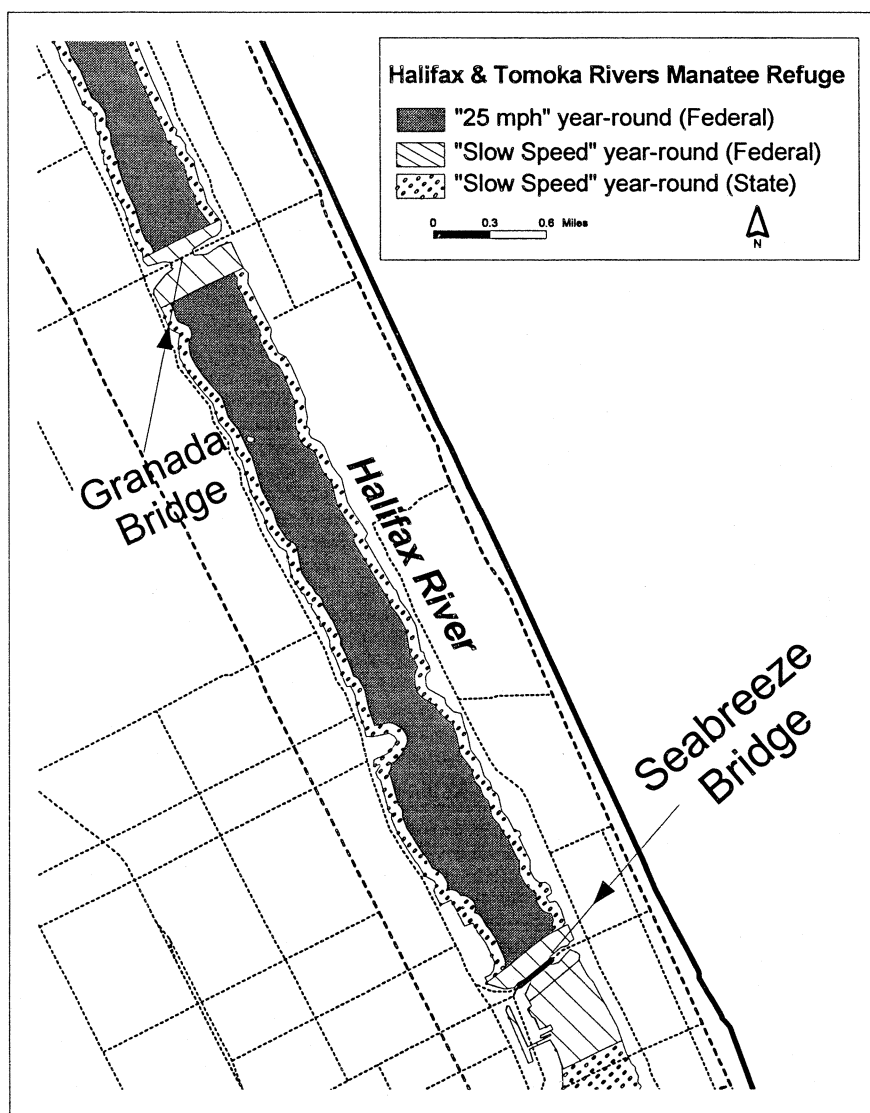 Halifax & Tomoka Rivers Manatee Refuge
"25 mph" year-round (Federal)
"Slow Speed" year-round (Federal)
"Slow Speed" year-round (State)
0 0.3 0.6 Miles
N
Granada
Bridge
Halifax River
Seabreeze
Bridge